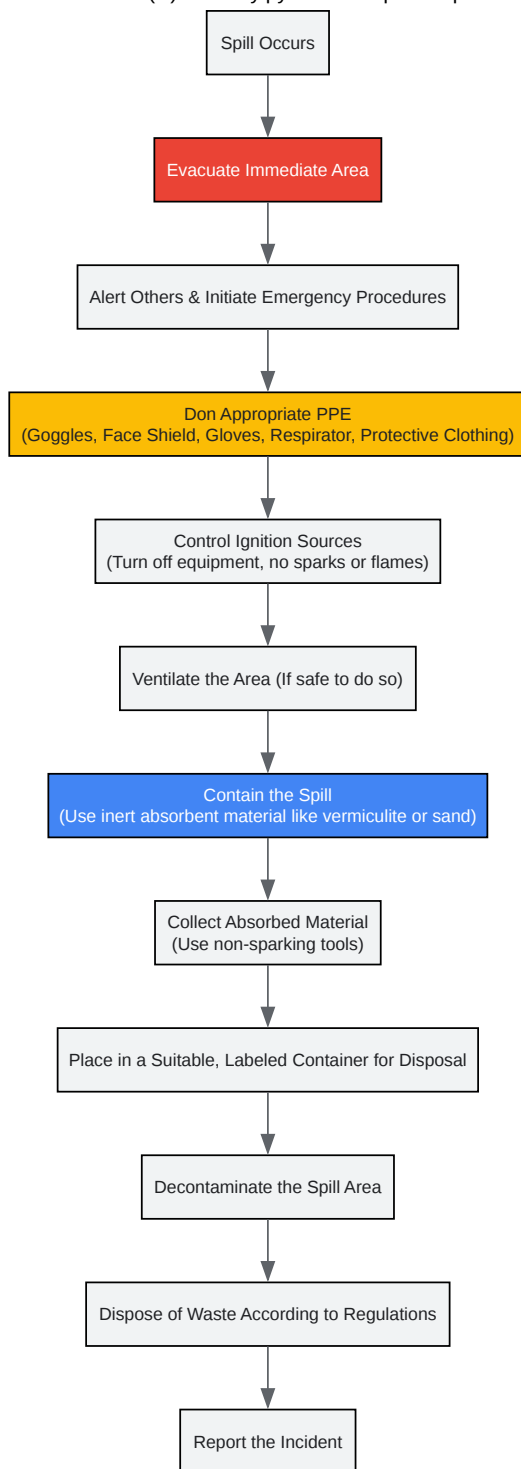 Spill Occurs
Evacuate Immediate Area
Alert Others & Initiate Emergency Procedures
Don Appropriate PPE
(Goggles, Face Shield, Gloves, Respirator, Protective Clothing)
Control Ignition Sources
(Turn off equipment, no sparks or flames)
Ventilate the Area (If safe to do so)
Contain the Spill
(Use inert absorbent material like vermiculite or sand)
Collect Absorbed Material
(Use non-sparking tools)
Place in a Suitable, Labeled Container for Disposal
Decontaminate the Spill Area
Dispose of Waste According to Regulations
Report the Incident